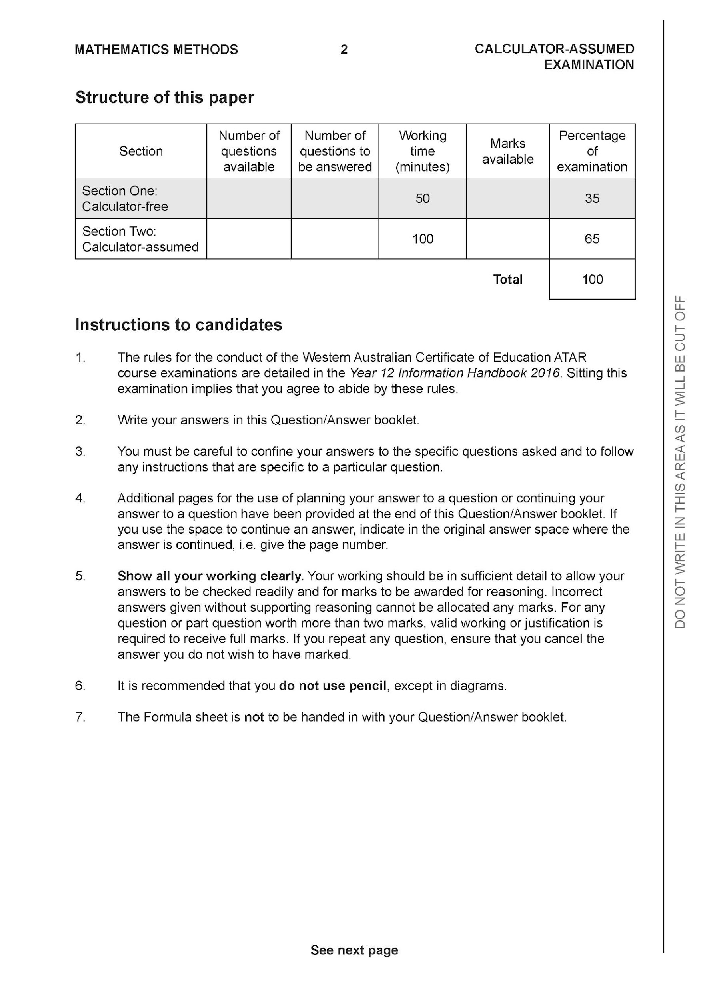 MATHEMATICS METHODS 2 CALCULATOR-ASSUMED
EXAMINATION
Structure of this paper
Section
Number of
questions
available
Number of
questions to
be answered
Working
time
(minutes)
Marks
available
Percentage
of
examination
Section One:
Calculator-free
50
35
Section Two:
Calculator-assumed
100
65
Total 100
Instructions to candidates
1. The rules for the conduct of the Western Australian Certificate of Education ATAR
course examinations are detailed in the Year 12 Information Handbook 2016. Sitting this
examination implies that you agree to abide by these rules.
2. Write your answers in this Question/Answer booklet.
3. You must be careful to confine your answers to the specific questions asked and to follow
any instructions that are specific to a particular question.
4. Additional pages for the use of planning your answer to a question or continuing your
answer to a question have been provided at the end of this Question/Answer booklet. If
you use the space to continue an answer, indicate in the original answer space where the
answer is continued, i.e. give the page number.
5. Show all your working clearly. Your working should be in sufficient detail to allow your
answers to be checked readily and for marks to be awarded for reasoning. Incorrect
answers given without supporting reasoning cannot be allocated any marks. For any
question or part question worth more than two marks, valid working or justification is
required to receive full marks. If you repeat any question, ensure that you cancel the
answer you do not wish to have marked.
6. It is recommended that you do not use pencil, except in diagrams.
7. The Formula sheet is not to be handed in with your Question/Answer booklet.
See next page
DO NOT WRITE IN THIS AREA AS IT WILL BE CUT OFF